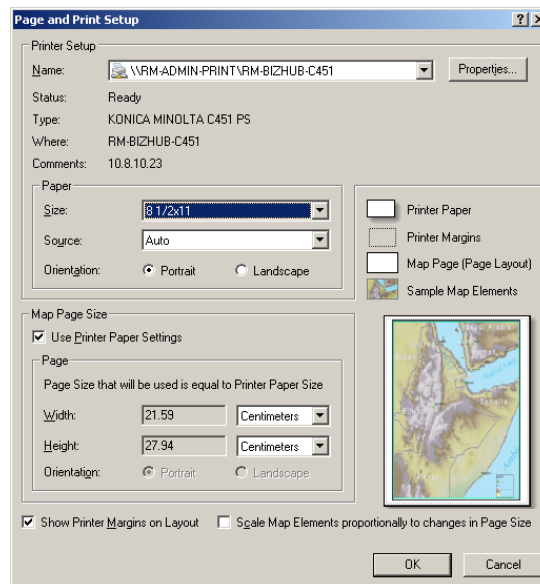 Page and Print Setup
Printer Setup
Name: \\RM-ADMIN-PRINT\RM-BIZHUB-C451 Properties...
Status: Ready
Type: KONICA MINOLTA C451 PS
Where: RM-BIZHUB-C451
Comments: 10.8.10.23
Paper
Size: 8 1/2x11
Source: Auto
Orientation: Portrait Landscape
Printer Paper
Printer Margins
Map Page (Page Layout)
Sample Map Elements
Map Page Size
Use Printer Paper Settings
Page
Page Size that will be used is equal to Printer Paper Size
Width: 21.59 Centimeters
Height: 27.94 Centimeters
Orientation: Portrait Landscape
Show Printer Margins on Layout Scale Map Elements proportionally to changes in Page Size
OK Cancel